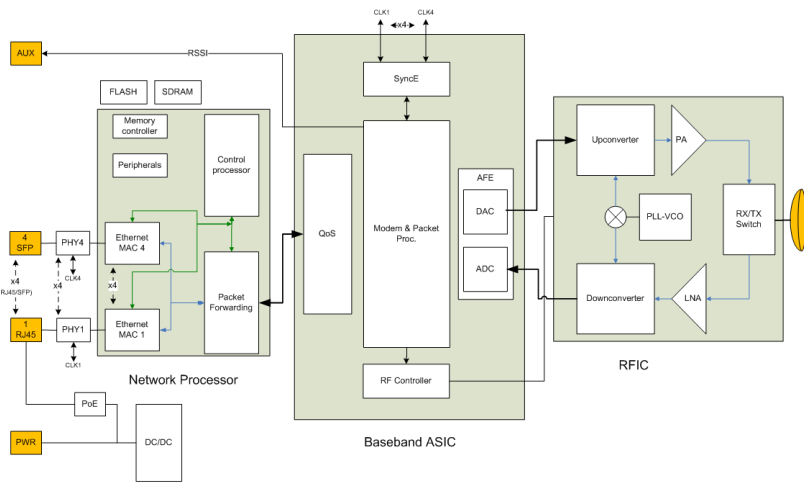 CLK1
CLK4
x4
AUX
RSSI
SyncE
FLASH
SDRAM
Memory
controller
Control
processor
Peripherals
Upconverter
PA
AFE
DAC
QoS
Modem & Packet
Proc.
PLL-VCO
RX/TX
Switch
4
SFP
PHY4
Ethernet
MAC 4
ADC
CLK4
x4
RJ45/SFP)
x4
x4
Packet
Forwarding
Downconverter
LNA
1
RJ45
PHY1
Ethernet
MAC 1
CLK1
Network Processor
RF Controller
RFIC
PoE
PWR
DC/DC
Baseband ASIC